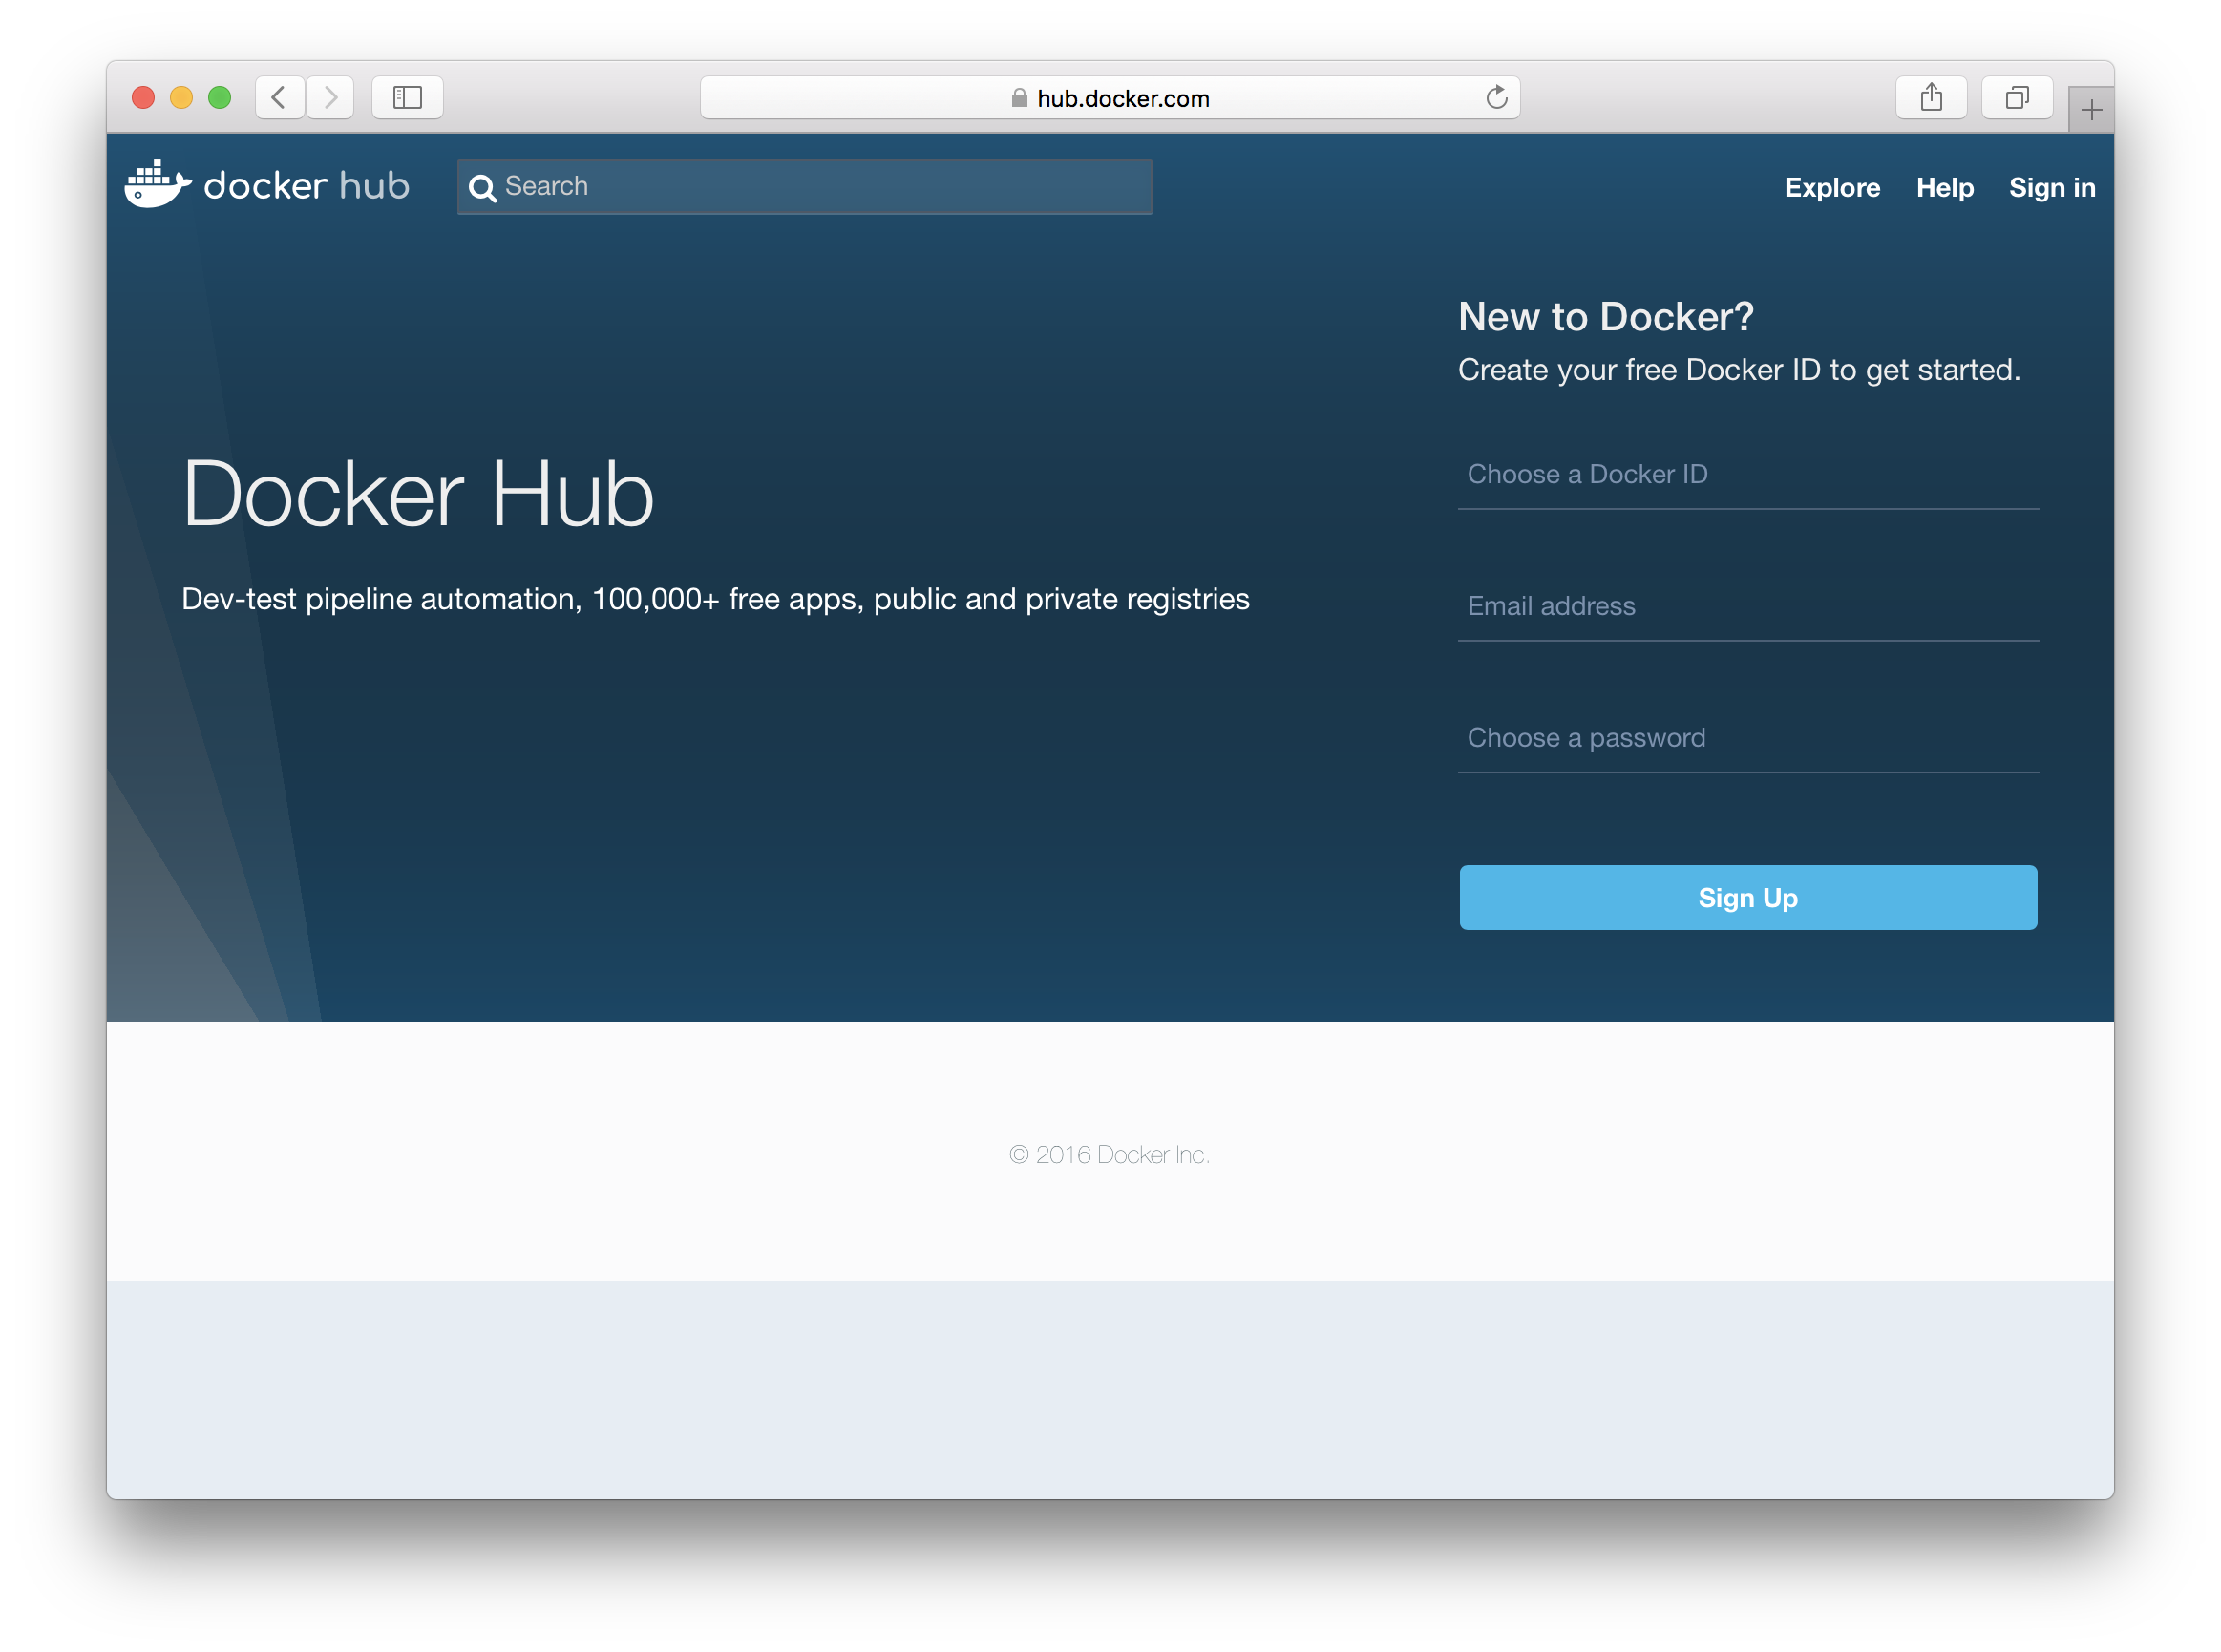 hub.docker.com
docker hub
Search
Explore Help Sign in
New to Docker?
Create your free Docker ID to get started.
Choose a Docker ID
Docker Hub
Email address
Dev-test pipeline automation, 100,000+ free apps, public and private registries
Choose a password
Sign Up
© 2016 Docker Inc.